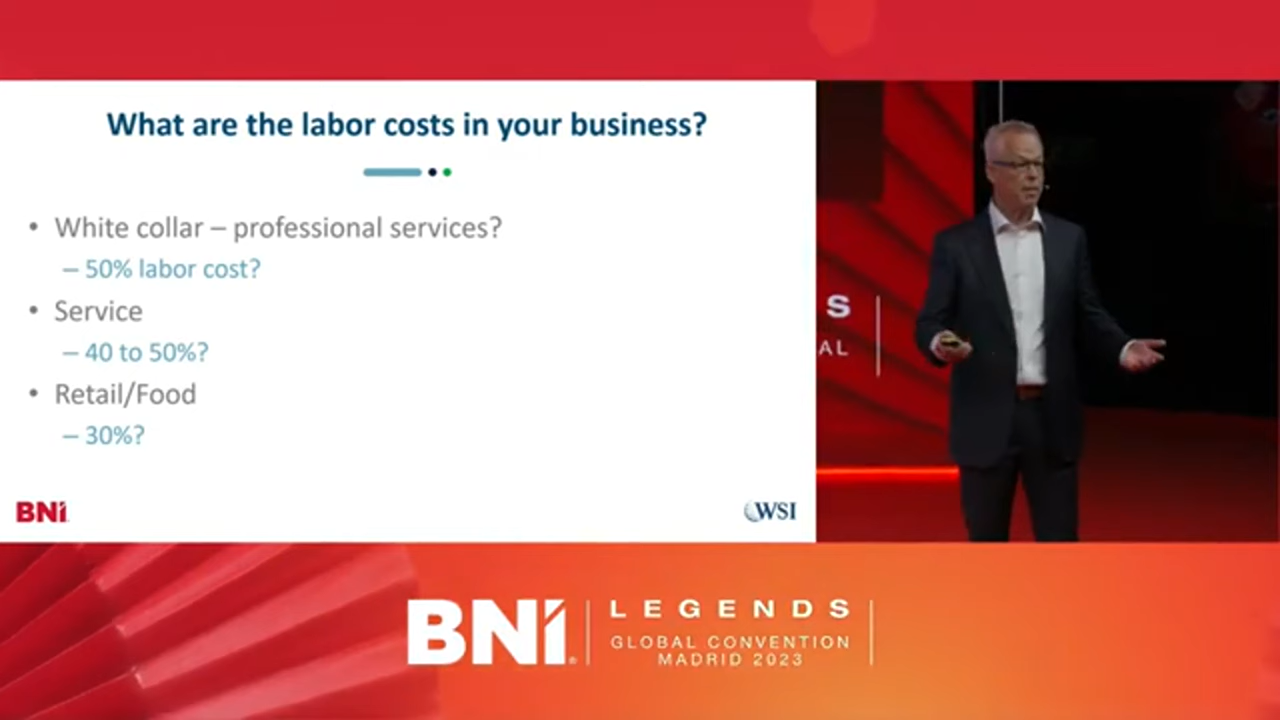 What are the labor costs in your business?
• White collar – professional services?
– 50% labor cost?
• Service
– 40 to 50%?
• Retail/Food
– 30%?
BNI
WSI
S
AL
BNI®
LEGENDS
GLOBAL CONVENTION
MADRID 2023